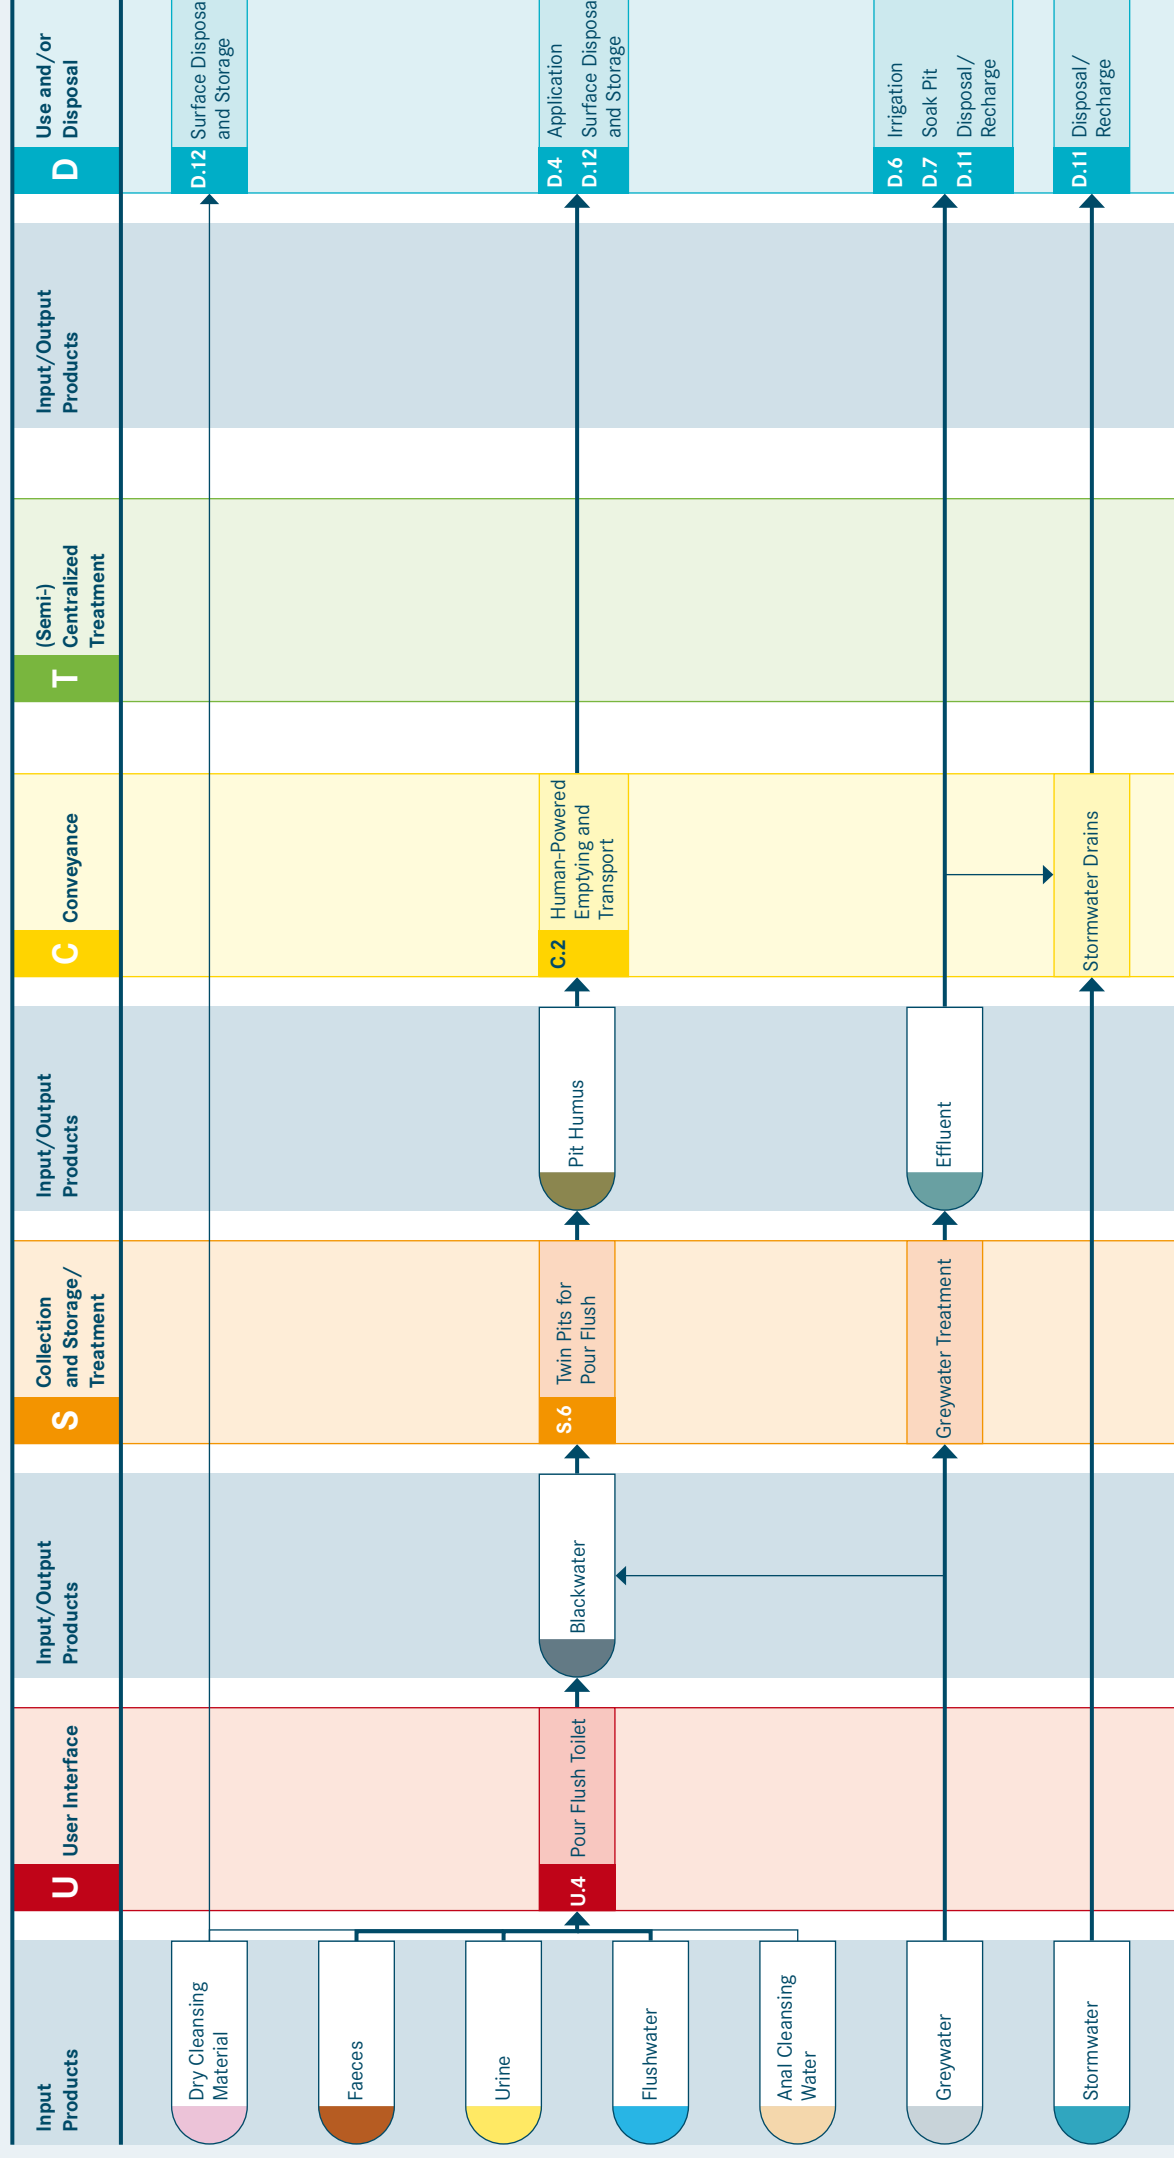 Input
Products
U
User Interface
Input/Output
Products
S
Collection
and Storage/
Treatment
Input/Output
Products
C
Conveyance
T
(Semi-)
Centralized
Treatment
Input/Output
Products
D
Use and/or
Disposal
Dry Cleansing
Material
D.12
Surface Disposa
and Storage
Faeces
Urine
Flushwater
Anal Cleansing
Water
U.4
Pour Flush Toilet
Blackwater
S.6
Twin Pits for
Pour Flush
Pit Humus
C.2
Human-Powered
Emptying and
Transport
D.4 Application
D.12 Surface Disposa
and Storage
Greywater
Greywater Treatment
Effluent
D.6 Irrigation
D.7 Soak Pit
D.11 Disposal/
Recharge
Stormwater
Stormwater Drains
D.11 Disposal/
Recharge